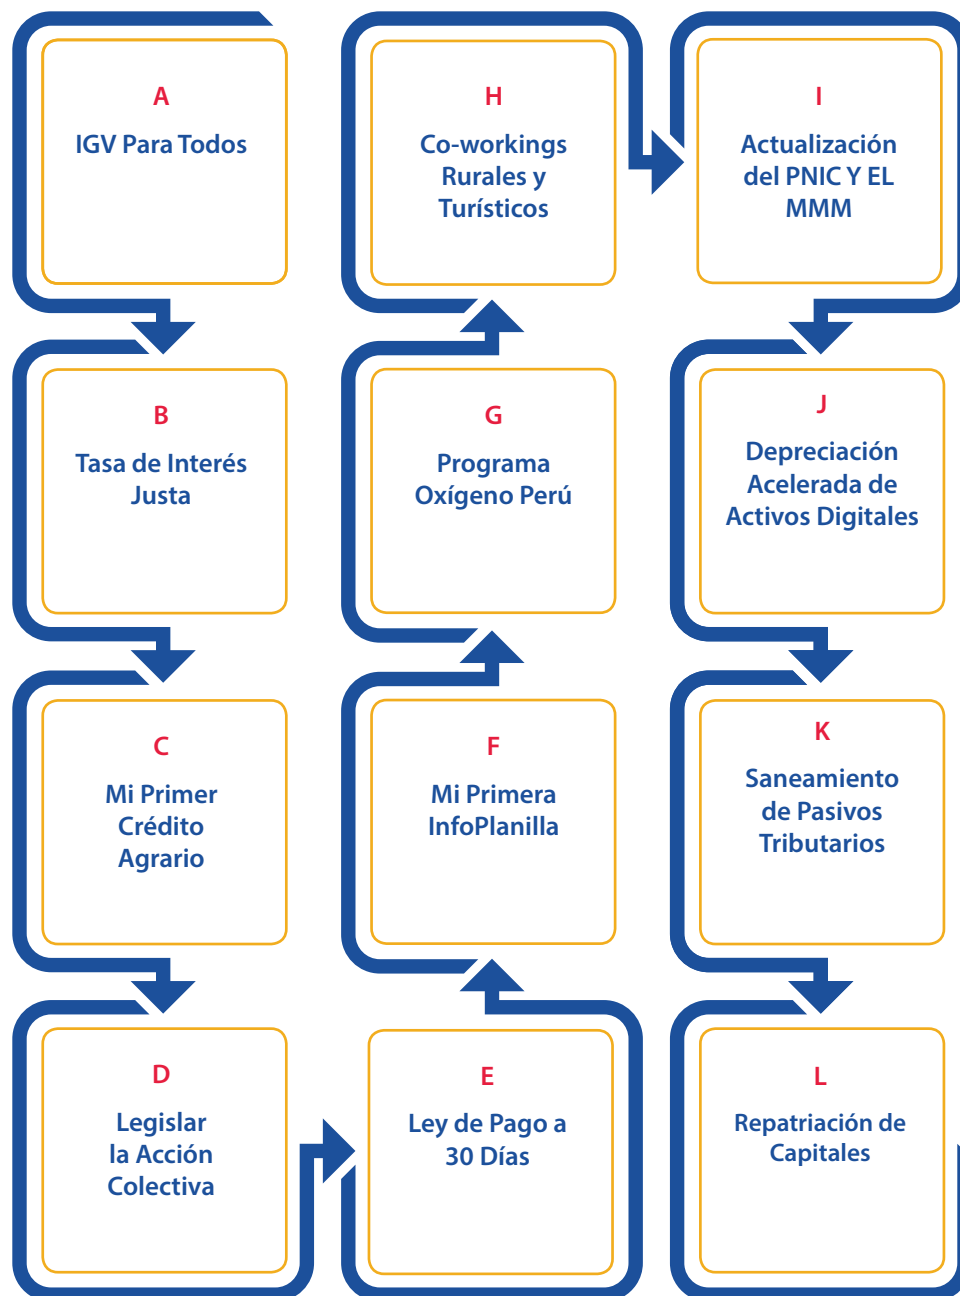 A
IGV Para Todos
B
Tasa de Interés
Justa
C
Mi Primer
Crédito
Agrario
D
Legislar
la Acción
Colectiva
E
Ley de Pago a
30 Días
F
Mi Primera
InfoPlanilla
G
Programa
Oxígeno Perú
H
Co-workings
Rurales y
Turísticos
I
Actualización
del PNIC Y EL
MMM
J
Depreciación
Acelerada de
Activos Digitales
K
Saneamiento
de Pasivos
Tributarios
L
Repatriación de
Capitales